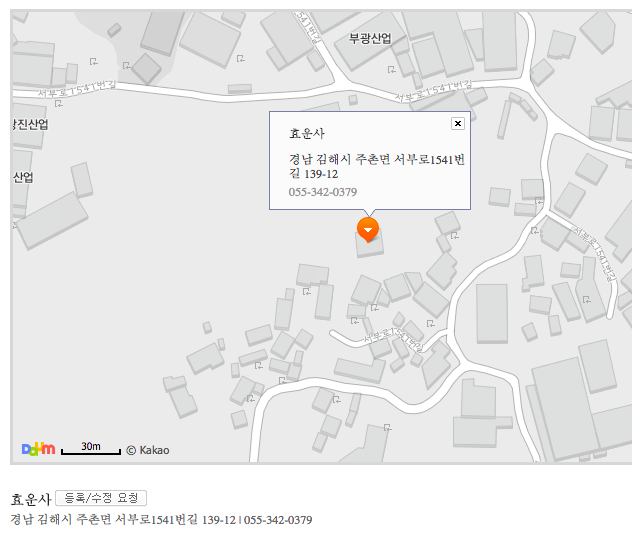 서부로1541번길
부광산업
서부로1541번길
서부로1541번길
강진산업
효운사
경남 김해시 주촌면 서부로1541번
길 139-12
055-342-0379
산업
서부로1541번길
서부로1541번길
Daum
30m
© Kakao
효운사 등록/수정 요청
경남 김해시 주촌면 서부로1541번길 139-12 | 055-342-0379